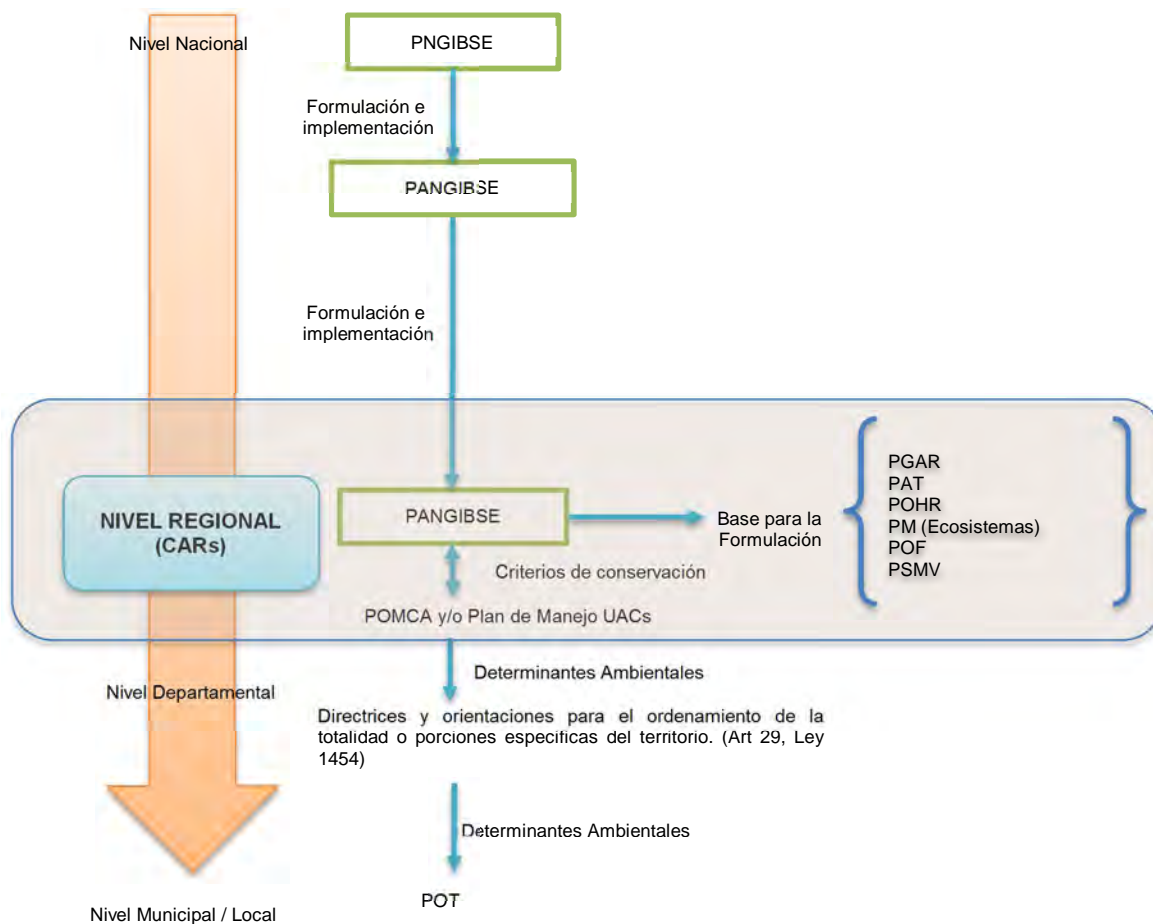 Nivel Nacional
PNGIBSE
Formulación e
implementación
PANGIBSE
Formulación e
implementación
NIVEL REGIONAL
(CARs)
PANGIBSE
Base para la
Formulación
PGAR
PAT
POHR
PM (Ecosistemas)
POF
PSMV
Criterios de conservación
POMCA y/o Plan de Manejo UACs
Determinantes Ambientales
Nivel Departamental
Directrices y orientaciones para el ordenamiento de la
totalidad o porciones especificas del territorio. (Art 29, Ley
1454)
Determinantes Ambientales
POT
Nivel Municipal / Local